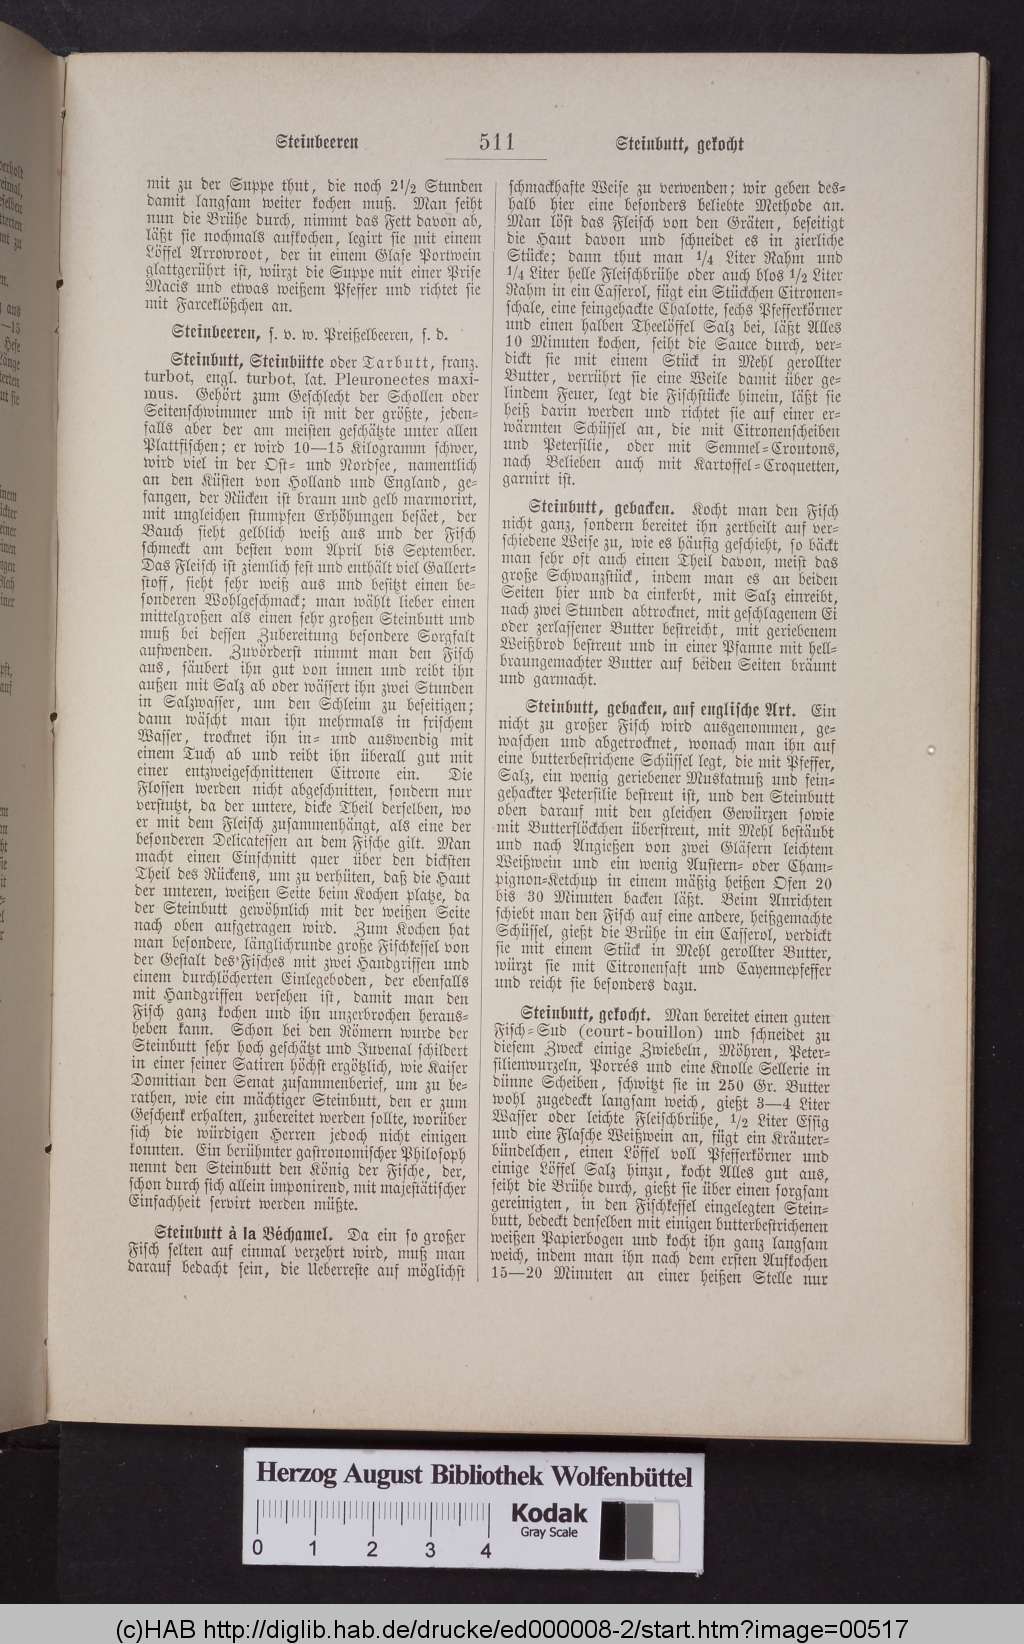 Steinbeeren 511 Steinbutt, gekocht
mit zu der Suppe thut, die noch 2½ Stunden
damit langsam weiter kochen muß. Man seiht
nun die Brühe durch, nimmt das Fett davon ab,
läßt sie nochmals aufkochen, legirt sie mit einem
Löffel Arrowroot, der in einem Glase Portwein
glattgerührt ist, würzt die Suppe mit einer Prise
Macis und etwas weißem Pfeffer und richtet sie
mit Farceklößchen an.
Steinbeeren, s. v. w. Preißelbeeren, s. d.
Steinbutt, Steinbütte oder Tarbutt, franz.
turbot, engl. turbot, lat. Pleuronectes maxi-
mus. Gehört zum Geschlecht der Schollen oder
Seitenschwimmer und ist mit der größte, jeden-
falls aber der am meisten geschätzte unter allen
Plattfischen; er wird 10—15 Kilogramm schwer,
wird viel in der Ost- und Nordsee, namentlich
an den Küsten von Holland und England, ge-
fangen, der Rücken ist braun und gelb marmorirt,
mit ungleichen stumpfen Erhöhungen besäet, der
Bauch sieht gelblich weiß aus und der Fisch
schmeckt am besten vom April bis September.
Das Fleisch ist ziemlich fest und enthält viel Gallert-
stoff, sieht sehr weiß aus und besitzt einen be-
sonderen Wohlgeschmack; man wählt lieber einen
mittelgroßen als einen sehr großen Steinbutt und
muß bei dessen Zubereitung besondere Sorgfalt
aufwenden. Zuvörderst nimmt man den Fisch
aus, säubert ihn gut von innen und reibt ihn
außen mit Salz ab oder wässert ihn zwei Stunden
in Salzwasser, um den Schleim zu beseitigen;
dann wäscht man ihn mehrmals in frischem
Wasser, trocknet ihn in- und auswendig mit
einem Tuch ab und reibt ihn überall gut mit
einer entzweigeschnittenen Citrone ein. Die
Flossen werden nicht abgeschnitten, sondern nur
verstutzt, da der untere, dicke Theil derselben, wo
er mit dem Fleisch zusammenhängt, als eine der
besonderen Delicatessen an dem Fische gilt. Man
macht einen Einschnitt quer über den dicksten
Theil des Rückens, um zu verhüten, daß die Haut
der unteren, weißen Seite beim Kochen platze, da
der Steinbutt gewöhnlich mit der weißen Seite
nach oben aufgetragen wird. Zum Kochen hat
man besondere, länglichrunde große Fischkessel von
der Gestalt des Fisches mit zwei Handgriffen und
einem durchlöcherten Einlegeboden, der ebenfalls
mit Handgriffen versehen ist, damit man den
Fisch ganz kochen und ihn unzerbrochen heraus-
heben kann. Schon bei den Römern wurde der
Steinbutt sehr hoch geschätzt und Juvenal schildert
in einer seiner Satiren höchst ergötzlich, wie Kaiser
Domitian den Senat zusammenberief, um zu be-
rathen, wie ein mächtiger Steinbutt, den er zum
Geschenk erhalten, zubereitet werden sollte, worüber
sich die würdigen Herren jedoch nicht einigen
konnten. Ein berühmter gastronomischer Philosoph
nennt den Steinbutt den König der Fische, der,
schon durch sich allein imponirend, mit majestätischer
Einfachheit servirt werden müßte.
Steinbutt à la Béchamel. Da ein so großer
Fisch selten auf einmal verzehrt wird, muß man
darauf bedacht sein, die Ueberreste auf möglichst
schmackhafte Weise zu verwenden; wir geben des-
halb hier eine besonders beliebte Methode an.
Man löst das Fleisch von den Gräten, beseitigt
die Haut davon und schneidet es in zierliche
Stücke; dann thut man ¼ Liter Rahm und
¼ Liter helle Fleischbrühe oder auch blos ½ Liter
Rahm in ein Casserol, fügt ein Stückchen Citronen-
schale, eine feingehackte Chalotte, sechs Pfefferkörner
und einen halben Theelöffel Salz bei, läßt Alles
10 Minuten kochen, seiht die Sauce durch, ver-
dickt sie mit einem Stück in Mehl gerollter
Butter, verrührt sie eine Weile damit über ge-
lindem Feuer, legt die Fischstücke hinein, läßt sie
heiß darin werden und richtet sie auf einer er-
wärmten Schüssel an, die mit Citronenscheiben
und Petersilie, oder mit Semmel-Croutons,
nach Belieben auch mit Kartoffel-Croquetten,
garnirt ist.
Steinbutt, gebacken. Kocht man den Fisch
nicht ganz, sondern bereitet ihn zertheilt auf ver-
schiedene Weise zu, wie es häufig geschieht, so bäckt
man sehr oft auch einen Theil davon, meist das
große Schwanzstück, indem man es an beiden
Seiten hier und da einkerbt, mit Salz einreibt,
nach zwei Stunden abtrocknet, mit geschlagenem Ei
oder zerlassener Butter bestreicht, mit geriebenem
Weißbrod bestreut und in einer Pfanne mit hell-
braungemachter Butter auf beiden Seiten bräunt
und garmacht.
Steinbutt, gebacken, auf englische Art. Ein
nicht zu großer Fisch wird ausgenommen, ge-
waschen und abgetrocknet, wonach man ihn auf
eine butterbestrichene Schüssel legt, die mit Pfeffer,
Salz, ein wenig geriebener Muskatnuß und fein-
gehackter Petersilie bestreut ist, und den Steinbutt
oben darauf mit den gleichen Gewürzen sowie
mit Butterflöckchen überstreut, mit Mehl bestäubt
und nach Angießen von zwei Gläsern leichtem
Weißwein und ein wenig Austern- oder Cham-
pignon-Ketchup in einem mäßig heißen Ofen 20
bis 30 Minuten backen läßt. Beim Anrichten
schiebt man den Fisch auf eine andere, heißgemachte
Schüssel, gießt die Brühe in ein Casserol, verdickt
sie mit einem Stück in Mehl gerollter Butter,
würzt sie mit Citronensaft und Cayennepfeffer
und reicht sie besonders dazu.
Steinbutt, gekocht. Man bereitet einen guten
Fisch-Sud (court-bouillon) und schneidet zu
diesem Zweck einige Zwiebeln, Möhren, Peter-
silienwurzeln, Porrés und eine Knolle Sellerie in
dünne Scheiben, schwitzt sie in 250 Gr. Butter
wohl zugedeckt langsam weich, gießt 3—4 Liter
Wasser oder leichte Fleischbrühe, ½ Liter Essig
und eine Flasche Weißwein an, fügt ein Kräuter-
bündelchen, einen Löffel voll Pfefferkörner und
einige Löffel Salz hinzu, kocht Alles gut aus,
seiht die Brühe durch, gießt sie über einen sorgsam
gereinigten, in den Fischkessel eingelegten Stein-
butt, bedeckt denselben mit einigen butterbestrichenen
weißen Papierbogen und kocht ihn ganz langsam
weich, indem man ihn nach dem ersten Aufkochen
15—20 Minuten an einer heißen Stelle nur
Herzog August Bibliothek Wolfenbüttel
Kodak
Gray Scale
0 1 2 3 4
(c)HAB http://diglib.hab.de/drucke/ed000008-2/start.htm?image=00517